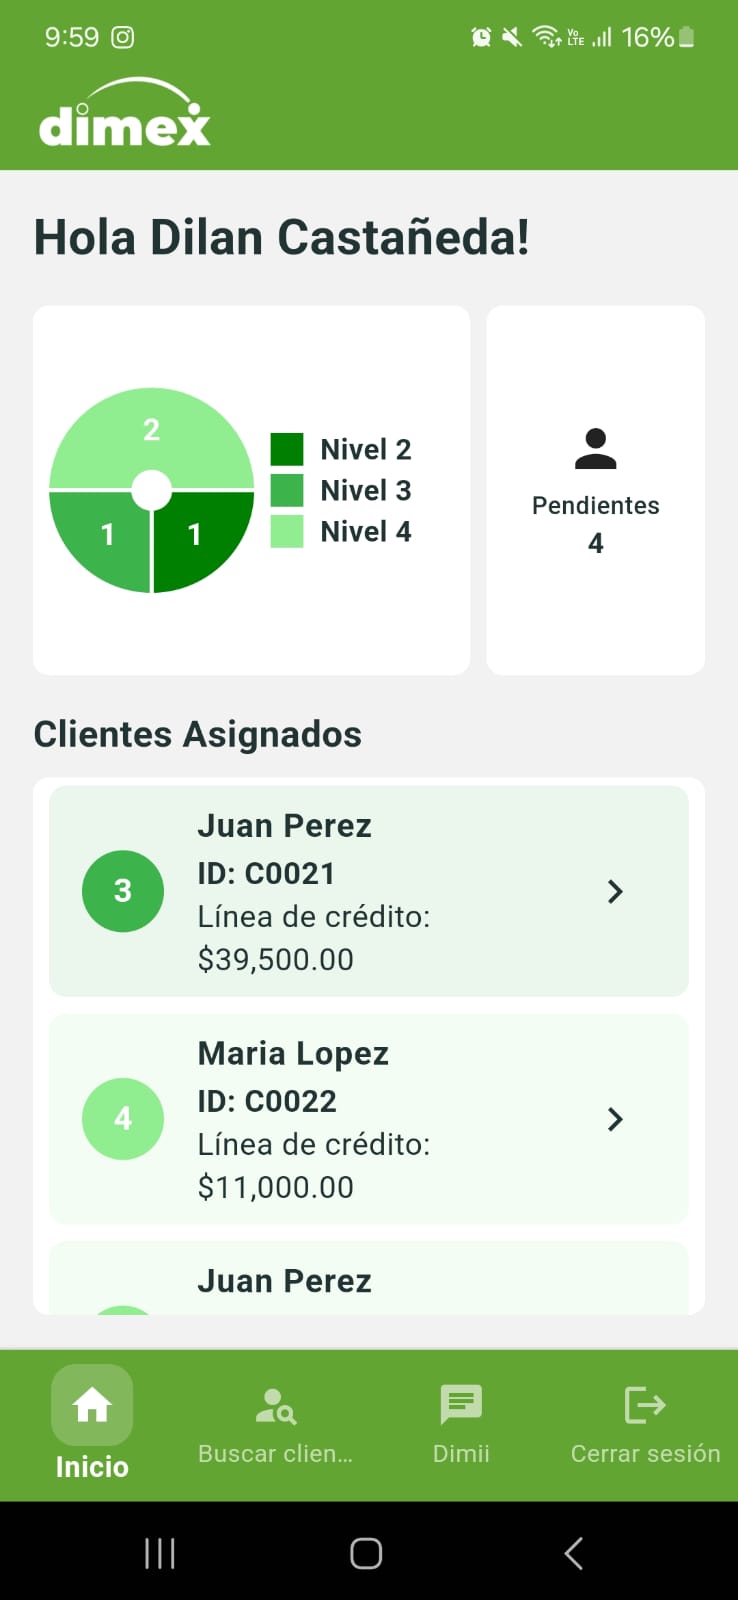 9:59
Vo
LTE
16%
dimex
Hola Dilan Castañeda!
2
1
1
Nivel 2
Nivel 3
Nivel 4
Pendientes
4
Clientes Asignados
3
Juan Perez
ID: C0021
Línea de crédito:
$39,500.00
4
Maria Lopez
ID: C0022
Línea de crédito:
$11,000.00
Juan Perez
Inicio
Buscar clien...
Dimii
Cerrar sesión